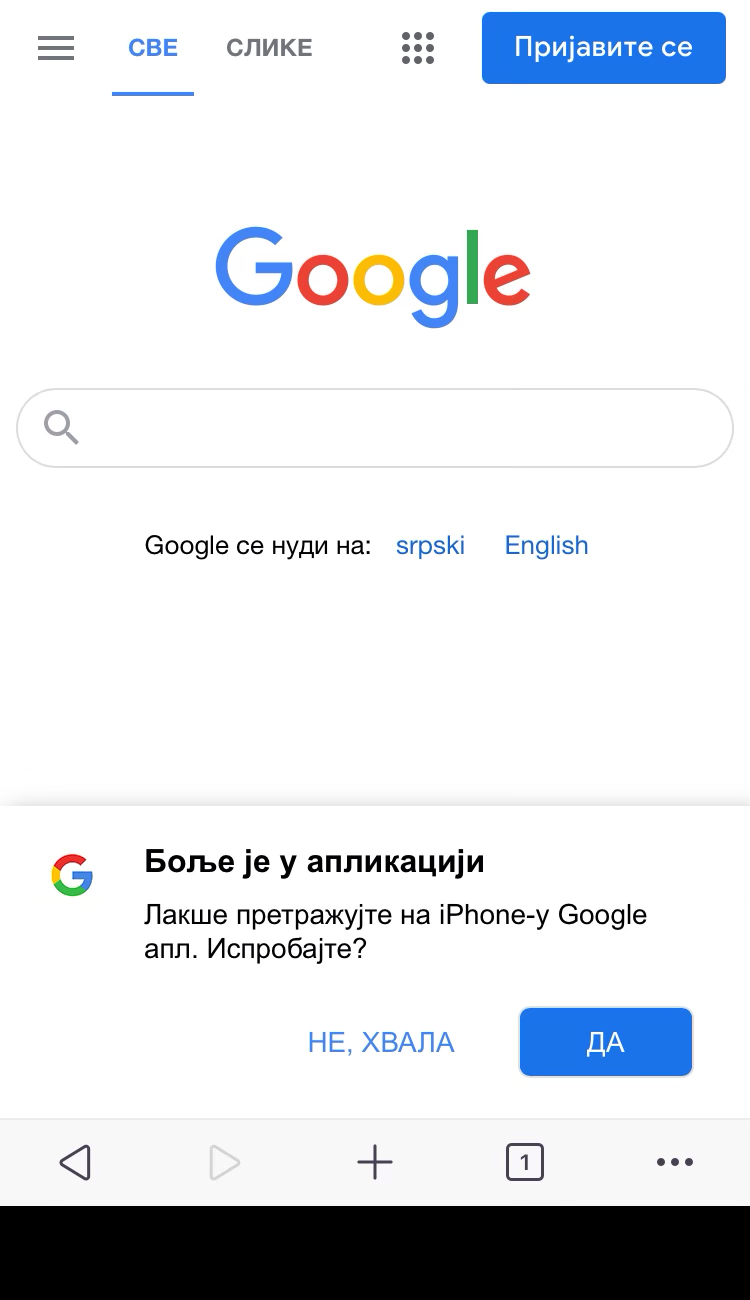 СВЕ СЛИКЕ Пријавите се
Google
Google се нуди на: srpski English
G
Боље је у апликацији
Лакше претражујте на iPhone-у Google
апл. Испробајте?
НЕ, ХВАЛА ДА
1